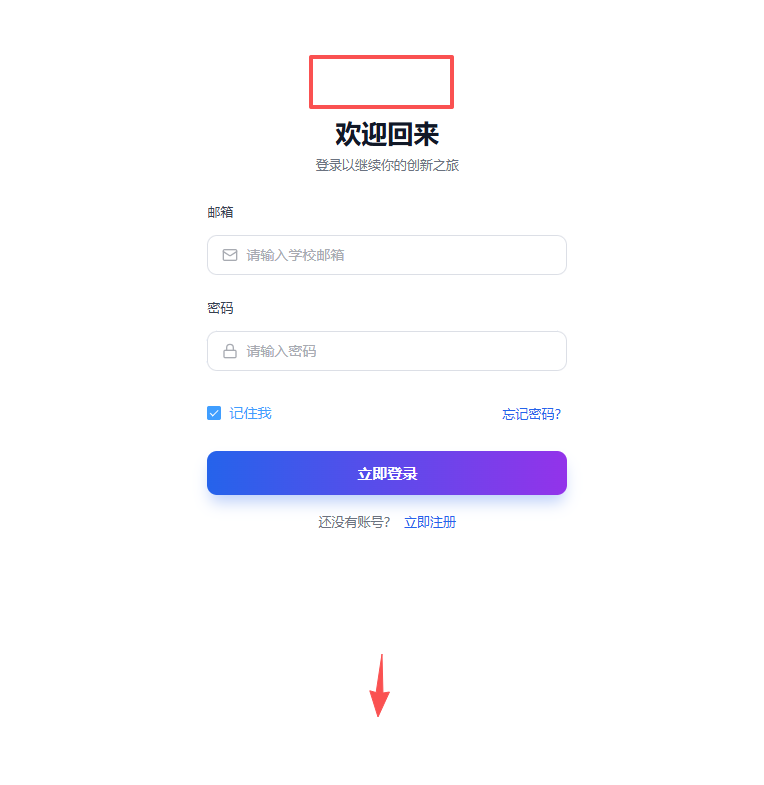 欢迎回来
登录以继续你的创新之旅
邮箱
请输入学校邮箱
密码
请输入密码
记住我 忘记密码?
立即登录
还没有账号? 立即注册